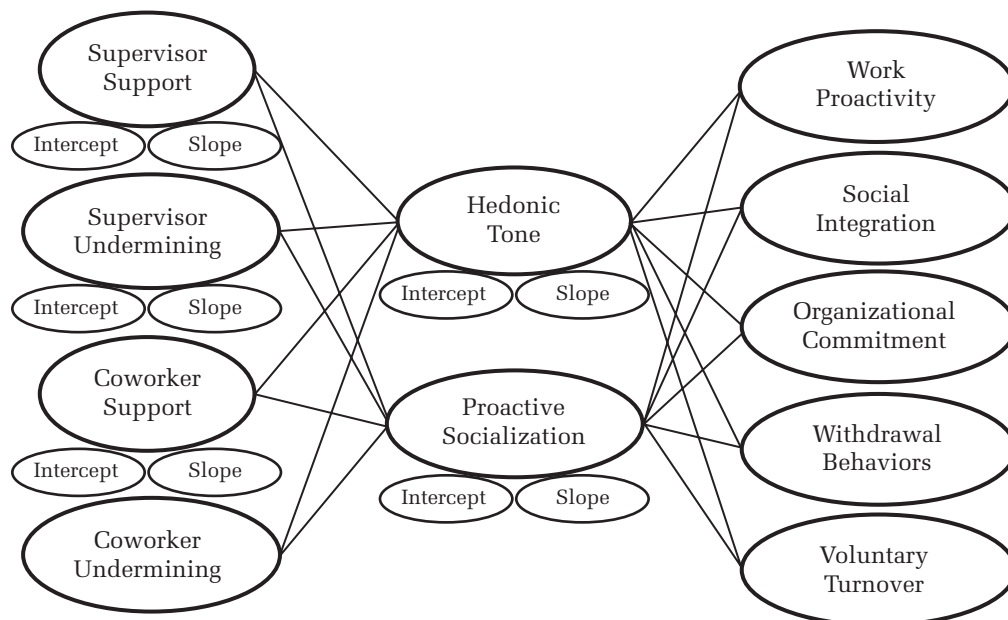 Supervisor
Support
Intercept
Slope
Supervisor
Undermining
Intercept
Slope
Coworker
Support
Intercept
Slope
Coworker
Undermining
Hedonic
Tone
Intercept
Slope
Proactive
Socialization
Intercept
Slope
Work
Proactivity
Social
Integration
Organizational
Commitment
Withdrawal
Behaviors
Voluntary
Turnover